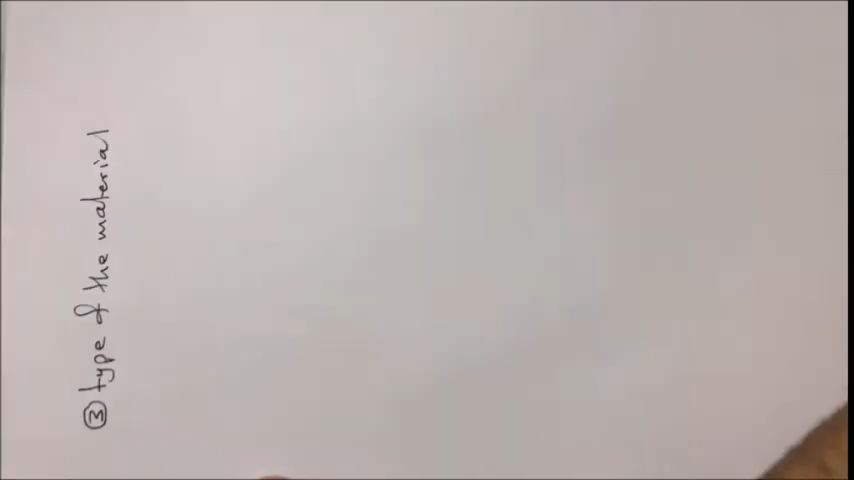 ③ type of the material